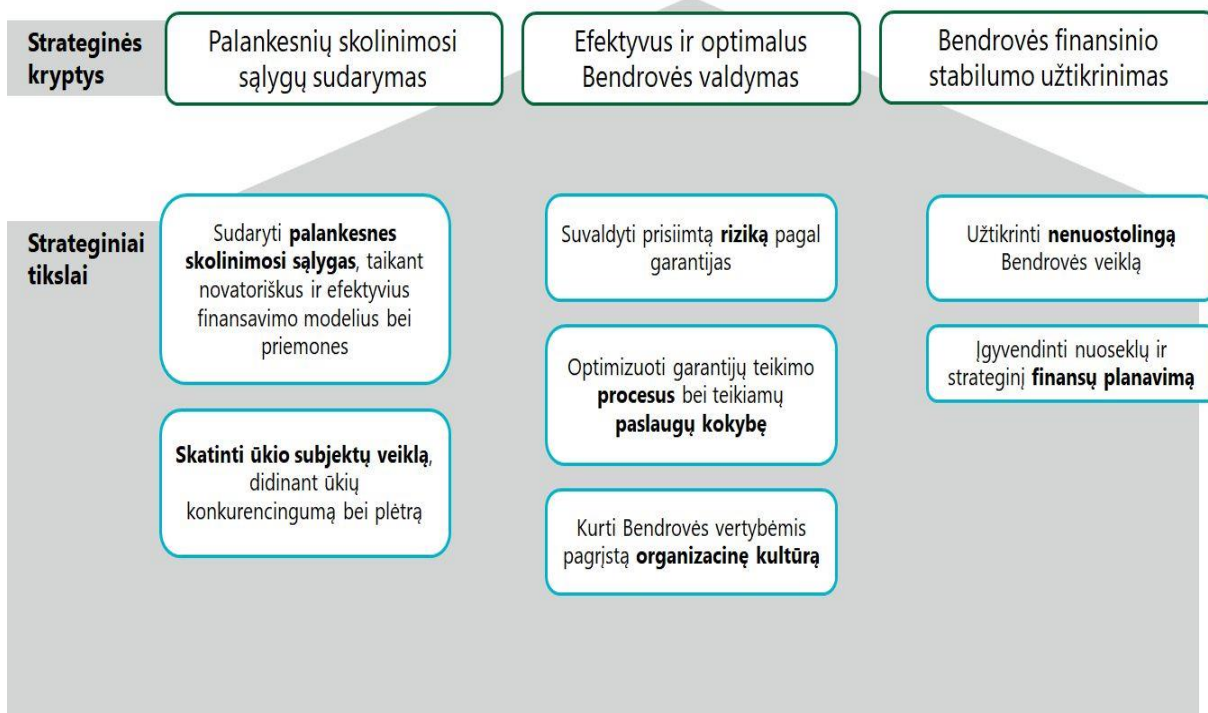 Strateginės
kryptys
Palankesnių skolinimosi
sąlygų sudarymas
Efektyvus ir optimalus
Bendrovės valdymas
Bendrovės finansinio
stabilumo užtikrinimas
Strateginiai
tikslai
Sudaryti palankesnes
skolinimosi sąlygas, taikant
novatoriškus ir efektyvius
finansavimo modelius bei
priemones
Skatinti ūkio subjektų veiklą,
didinant ūkių
konkurencingumą bei plėtrą
Suvaldyti prisiimtą riziką pagal
garantijas
Optimizuoti garantijų teikimo
procesus bei teikiamų
paslaugų kokybę
Kurti Bendrovės vertybėmis
pagrįstą organizacinę kultūrą
Užtikrinti nenuostolingą
Bendrovės veiklą
Įgyvendinti nuoseklų ir
strateginį finansų planavimą